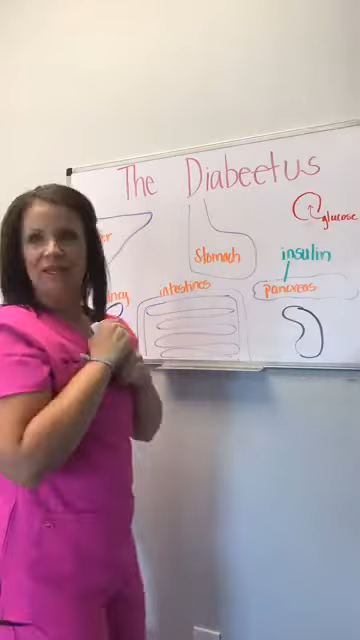 The Diabeetus
glucose
Stomach
insulin
intestines
pancreas